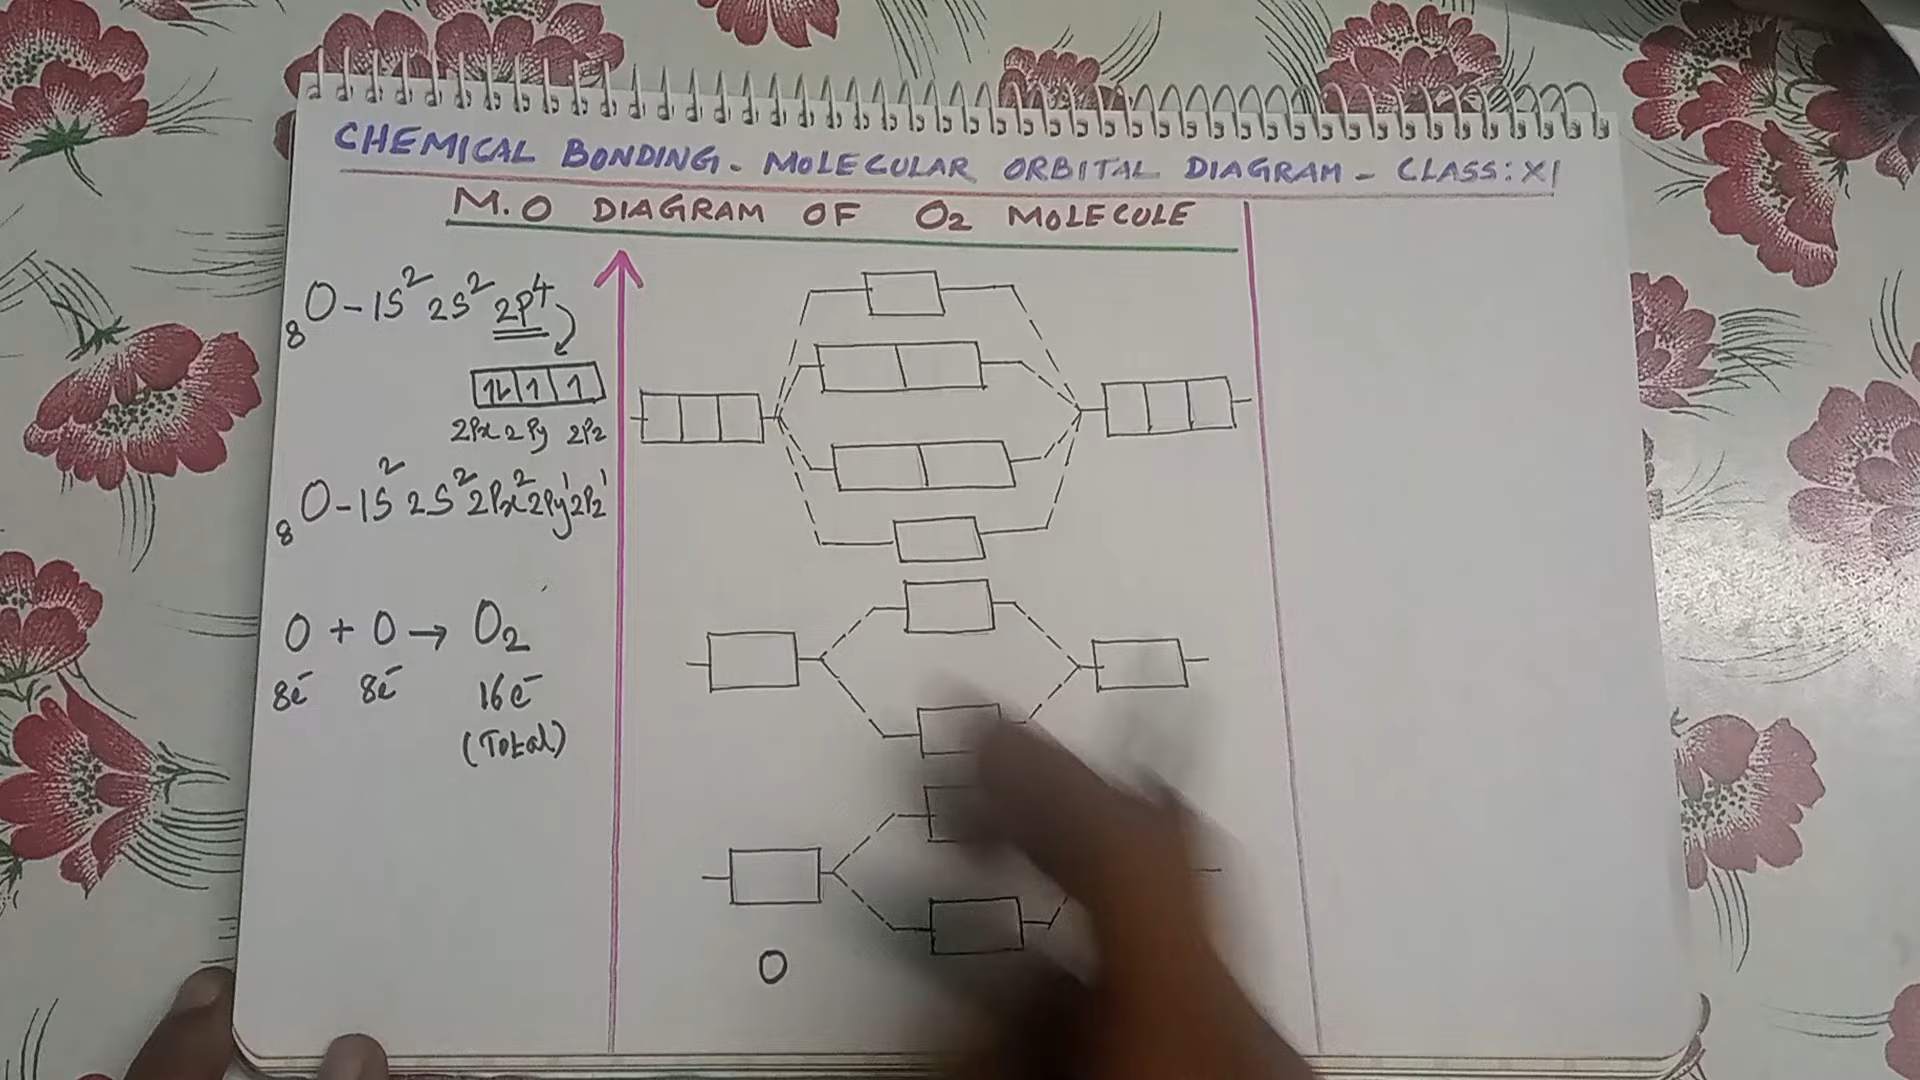 CHEMICAL BONDING - MOLECULAR ORBITAL DIAGRAM - CLASS: XI
M.O DIAGRAM OF O2 MOLECULE
₈O - 1S² 2S² 2P⁴
1L 1 1
2Px 2Py 2Pz
₈O - 1S² 2S² 2Px² 2Py¹ 2Pz¹
O + O → O2
8e⁻ 8e⁻ 16e⁻
(Total)
O